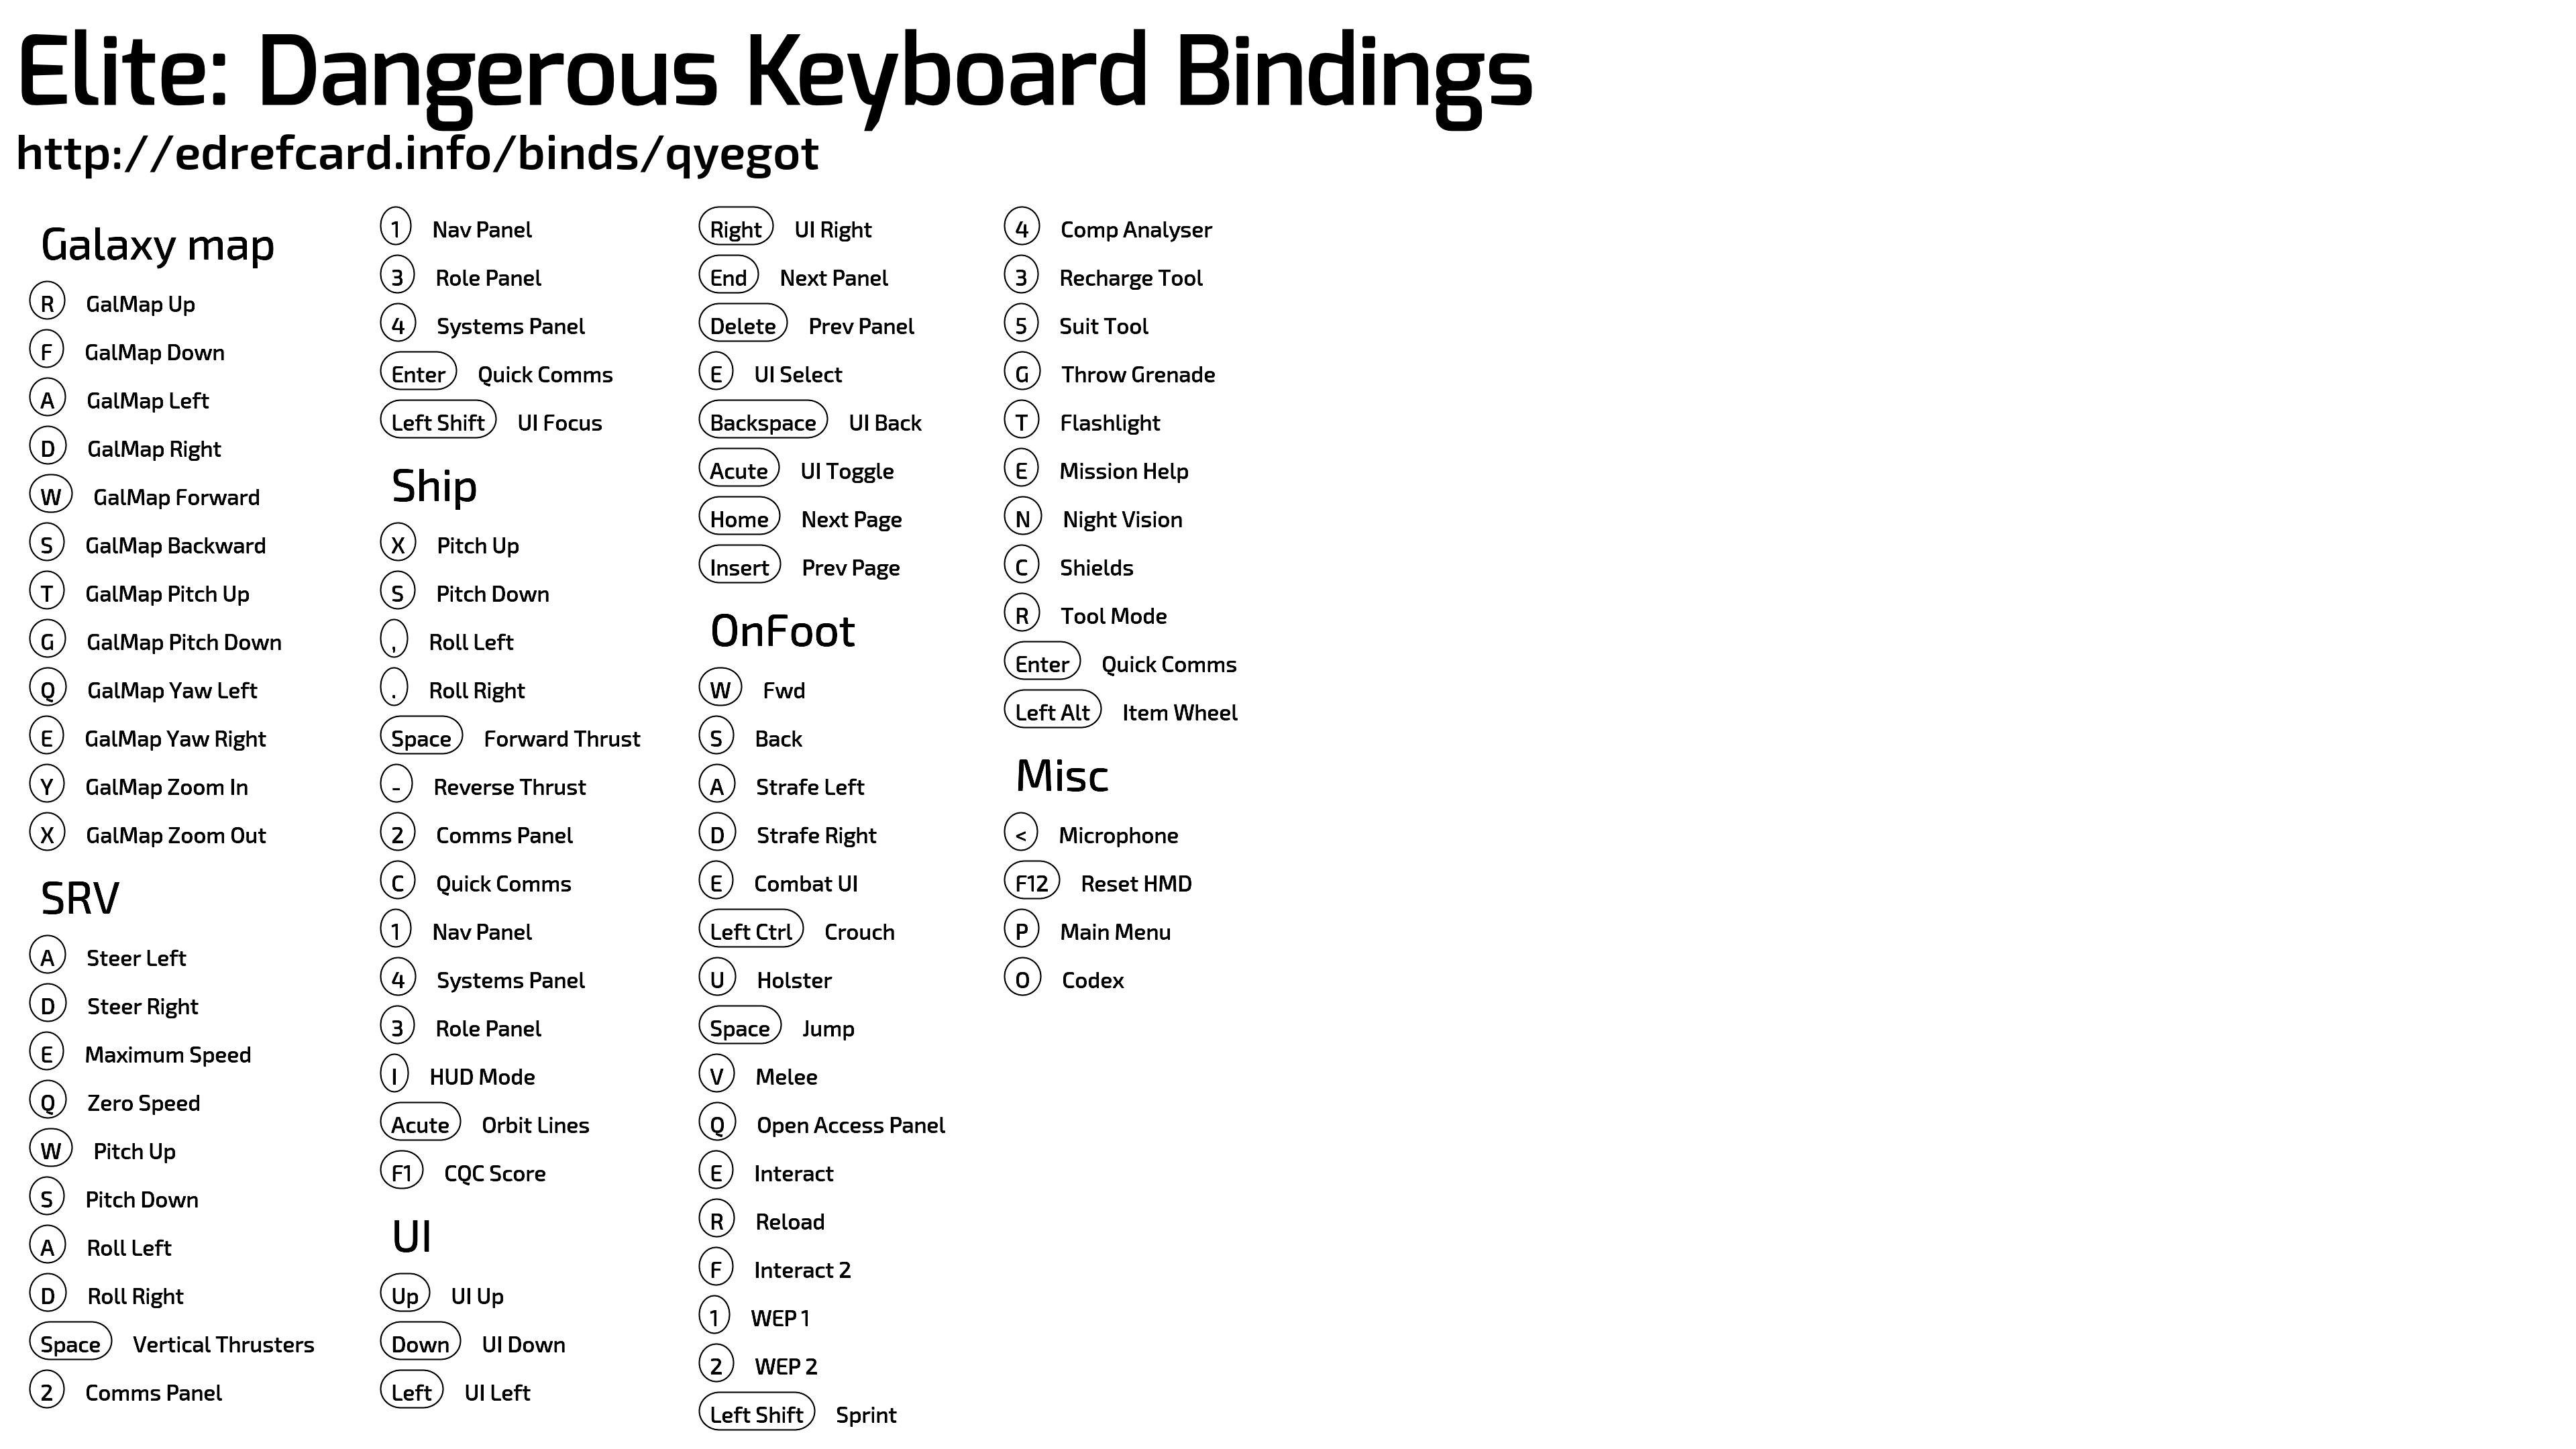 Elite: Dangerous Keyboard Bindings
http://edrefcard.info/binds/qyegot
Galaxy map
R GalMap Up
F GalMap Down
A GalMap Left
D GalMap Right
W GalMap Forward
S GalMap Backward
T GalMap Pitch Up
G GalMap Pitch Down
Q GalMap Yaw Left
E GalMap Yaw Right
Y GalMap Zoom In
X GalMap Zoom Out
SRV
A Steer Left
D Steer Right
E Maximum Speed
Q Zero Speed
W Pitch Up
S Pitch Down
A Roll Left
D Roll Right
Space Vertical Thrusters
2 Comms Panel
1 Nav Panel
3 Role Panel
4 Systems Panel
Enter Quick Comms
Left Shift UI Focus
Ship
X Pitch Up
S Pitch Down
, Roll Left
. Roll Right
Space Forward Thrust
- Reverse Thrust
2 Comms Panel
C Quick Comms
1 Nav Panel
4 Systems Panel
3 Role Panel
I HUD Mode
Acute Orbit Lines
F1 CQC Score
UI
Up UI Up
Down UI Down
Left UI Left
Right UI Right
End Next Panel
Delete Prev Panel
E UI Select
Backspace UI Back
Acute UI Toggle
Home Next Page
Insert Prev Page
OnFoot
W Fwd
S Back
A Strafe Left
D Strafe Right
E Combat UI
Left Ctrl Crouch
U Holster
Space Jump
V Melee
Q Open Access Panel
E Interact
R Reload
F Interact 2
1 WEP 1
2 WEP 2
Left Shift Sprint
4 Comp Analyser
3 Recharge Tool
5 Suit Tool
G Throw Grenade
T Flashlight
E Mission Help
N Night Vision
C Shields
R Tool Mode
Enter Quick Comms
Left Alt Item Wheel
Misc
< Microphone
F12 Reset HMD
P Main Menu
O Codex